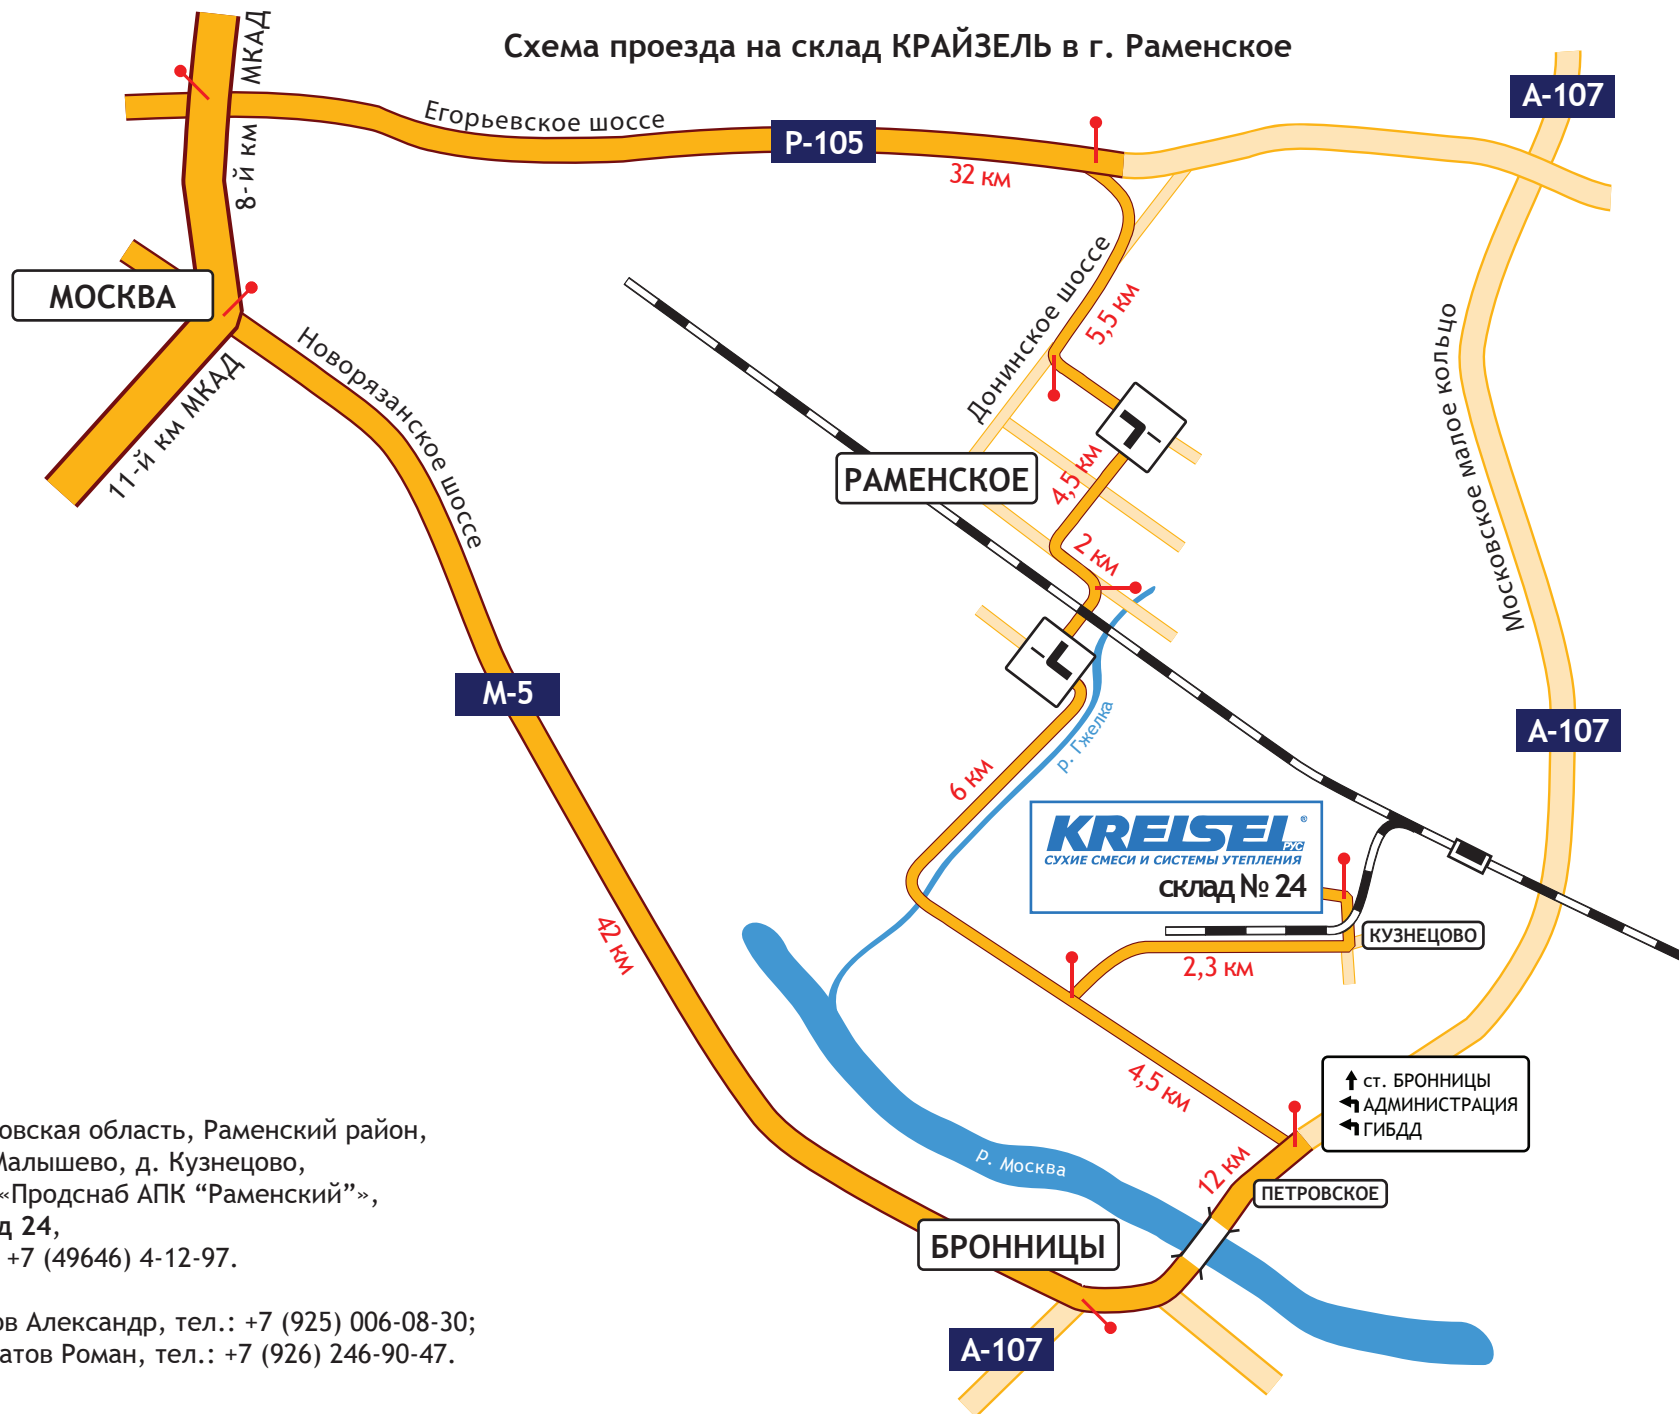 Схема проезда на склад КРАЙЗЕЛЬ в г. Раменское
8-й км МКАД
Егорьевское шоссе
Р-105
32 км
А-107
МОСКВА
11-й км МКАД
Новорязанское шоссе
Донинское шоссе
5,5 км
Московское малое кольцо
РАМЕНСКОЕ
4,5 км
2 км
М-5
р. Гжелка
А-107
6 км
KREISEL®
РУС
СУХИЕ СМЕСИ И СИСТЕМЫ УТЕПЛЕНИЯ
склад № 24
КУЗНЕЦОВО
2,3 км
42 км
4,5 км
ст. БРОННИЦЫ
АДМИНИСТРАЦИЯ
ГИБДД
р. Москва
12 км
ПЕТРОВСКОЕ
БРОННИЦЫ
А-107
овская область, Раменский район,
Малышево, д. Кузнецово,
«Продснаб АПК “Раменский”»,
д 24,
+7 (49646) 4-12-97.
ов Александр, тел.: +7 (925) 006-08-30;
атов Роман, тел.: +7 (926) 246-90-47.